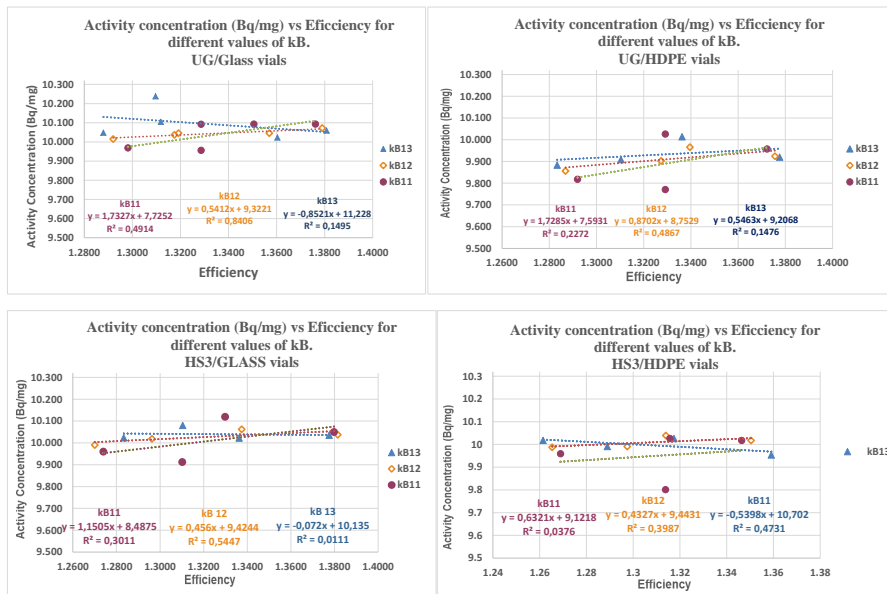 Activity concentration (Bq/mg) vs Eficciency for
different values of kB.
UG/Glass vials
Activity Concentration (Bq/mg)
10.300
10.200
10.100
10.000
9.900
9.800
9.700
9.600
9.500
kB11
y = 1,7327x + 7,7252
R² = 0,4914
kB12
y = 0,5412x + 9,3221
R² = 0,8406
kB13
y = -0,8521x + 11,228
R² = 0,1495
1.2800
1.3000
1.3200
1.3400
1.3600
1.3800
1.4000
Efficiency
kB13
kB12
kB11
Activity concentration (Bq/mg) vs Eficciency for
different values of kB.
UG/HDPE vials
Activity Concentration (Bq/mg)
10.300
10.200
10.100
10.000
9.900
9.800
9.700
9.600
9.500
kB11
y = 1,7285x + 7,5931
R² = 0,2272
kB12
y = 0,8702x + 8,7529
R² = 0,4867
kB13
y = 0,5463x + 9,2068
R² = 0,1476
1.2600
1.3000
1.3200
1.3400
1.3600
1.3800
1.4000
Efficiency
kB13
kB12
kB11
Activity concentration (Bq/mg) vs Eficciency for
different values of kB.
HS3/GLASS vials
Activity Concentration (Bq/mg)
10.300
10.200
10.100
10.000
9.900
9.800
9.700
9.600
9.500
kB11
y = 1,1505x + 8,4875
R² = 0,3011
kB 12
y = 0,456x + 9,4244
R² = 0,5447
kB 13
y = -0,072x + 10,135
R² = 0,0111
1.2600
1.2800
1.3000
1.3200
1.3400
1.3600
1.3800
1.4000
Efficiency
kB13
kB12
kB11
Activity concentration (Bq/mg) vs Eficciency for
different values of kB.
HS3/HDPE vials
Activity Concentration (Bq/mg)
10.3
10.2
10.1
10
9.9
9.8
9.7
9.6
9.5
kB11
y = 0,6321x + 9,1218
R² = 0,0376
kB12
y = 0,4327x + 9,4431
R² = 0,3987
kB11
y = -0,5398x + 10,702
R² = 0,4731
1.24
1.26
1.28
1.3
1.32
1.34
1.36
1.38
Efficiency
kB13